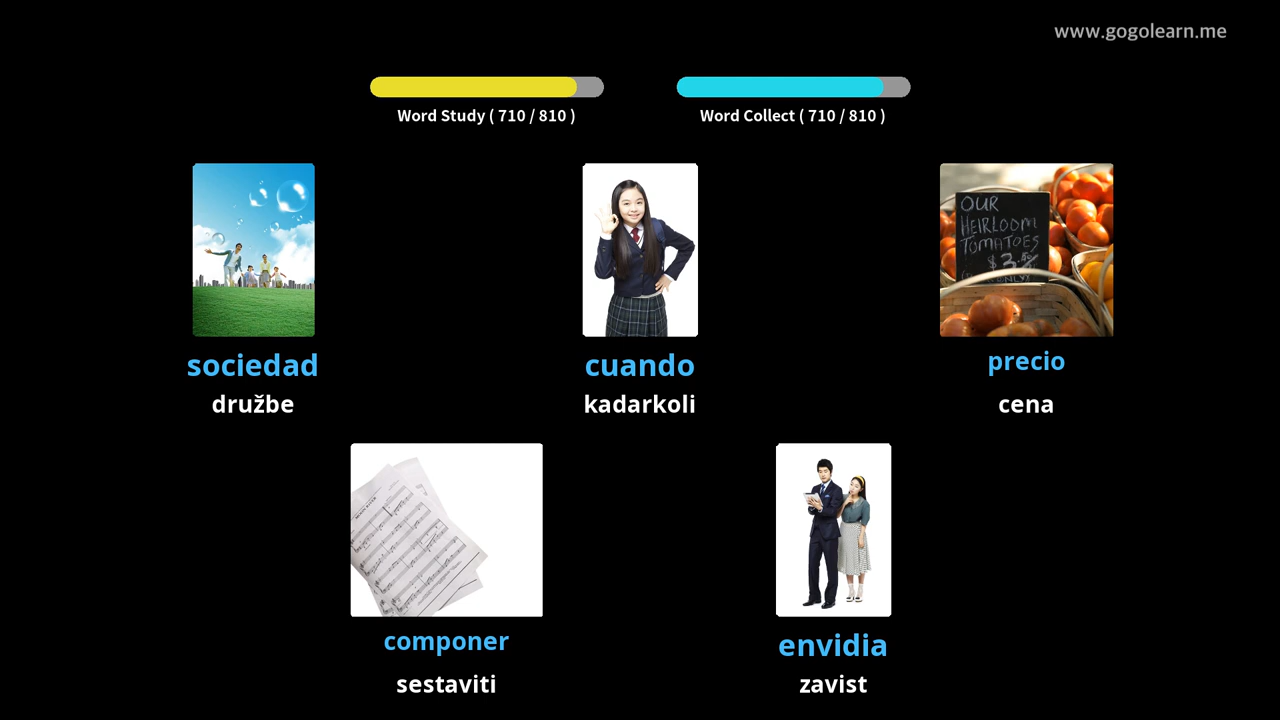 www.gogolearn.me
Word Study ( 710 / 810 )
Word Collect ( 710 / 810 )
OUR
HEIRLOOM
TOMATOES
sociedad
družbe
cuando
kadarkoli
precio
cena
componer
sestaviti
envidia
zavist